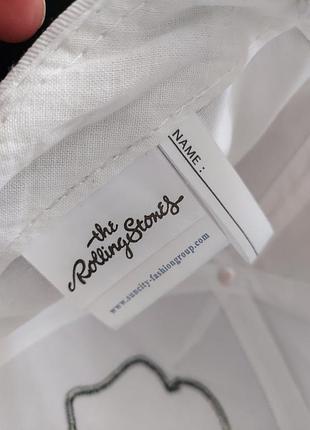 the
Rolling Stones
www.suncity-fashiongroup.com
NAME :